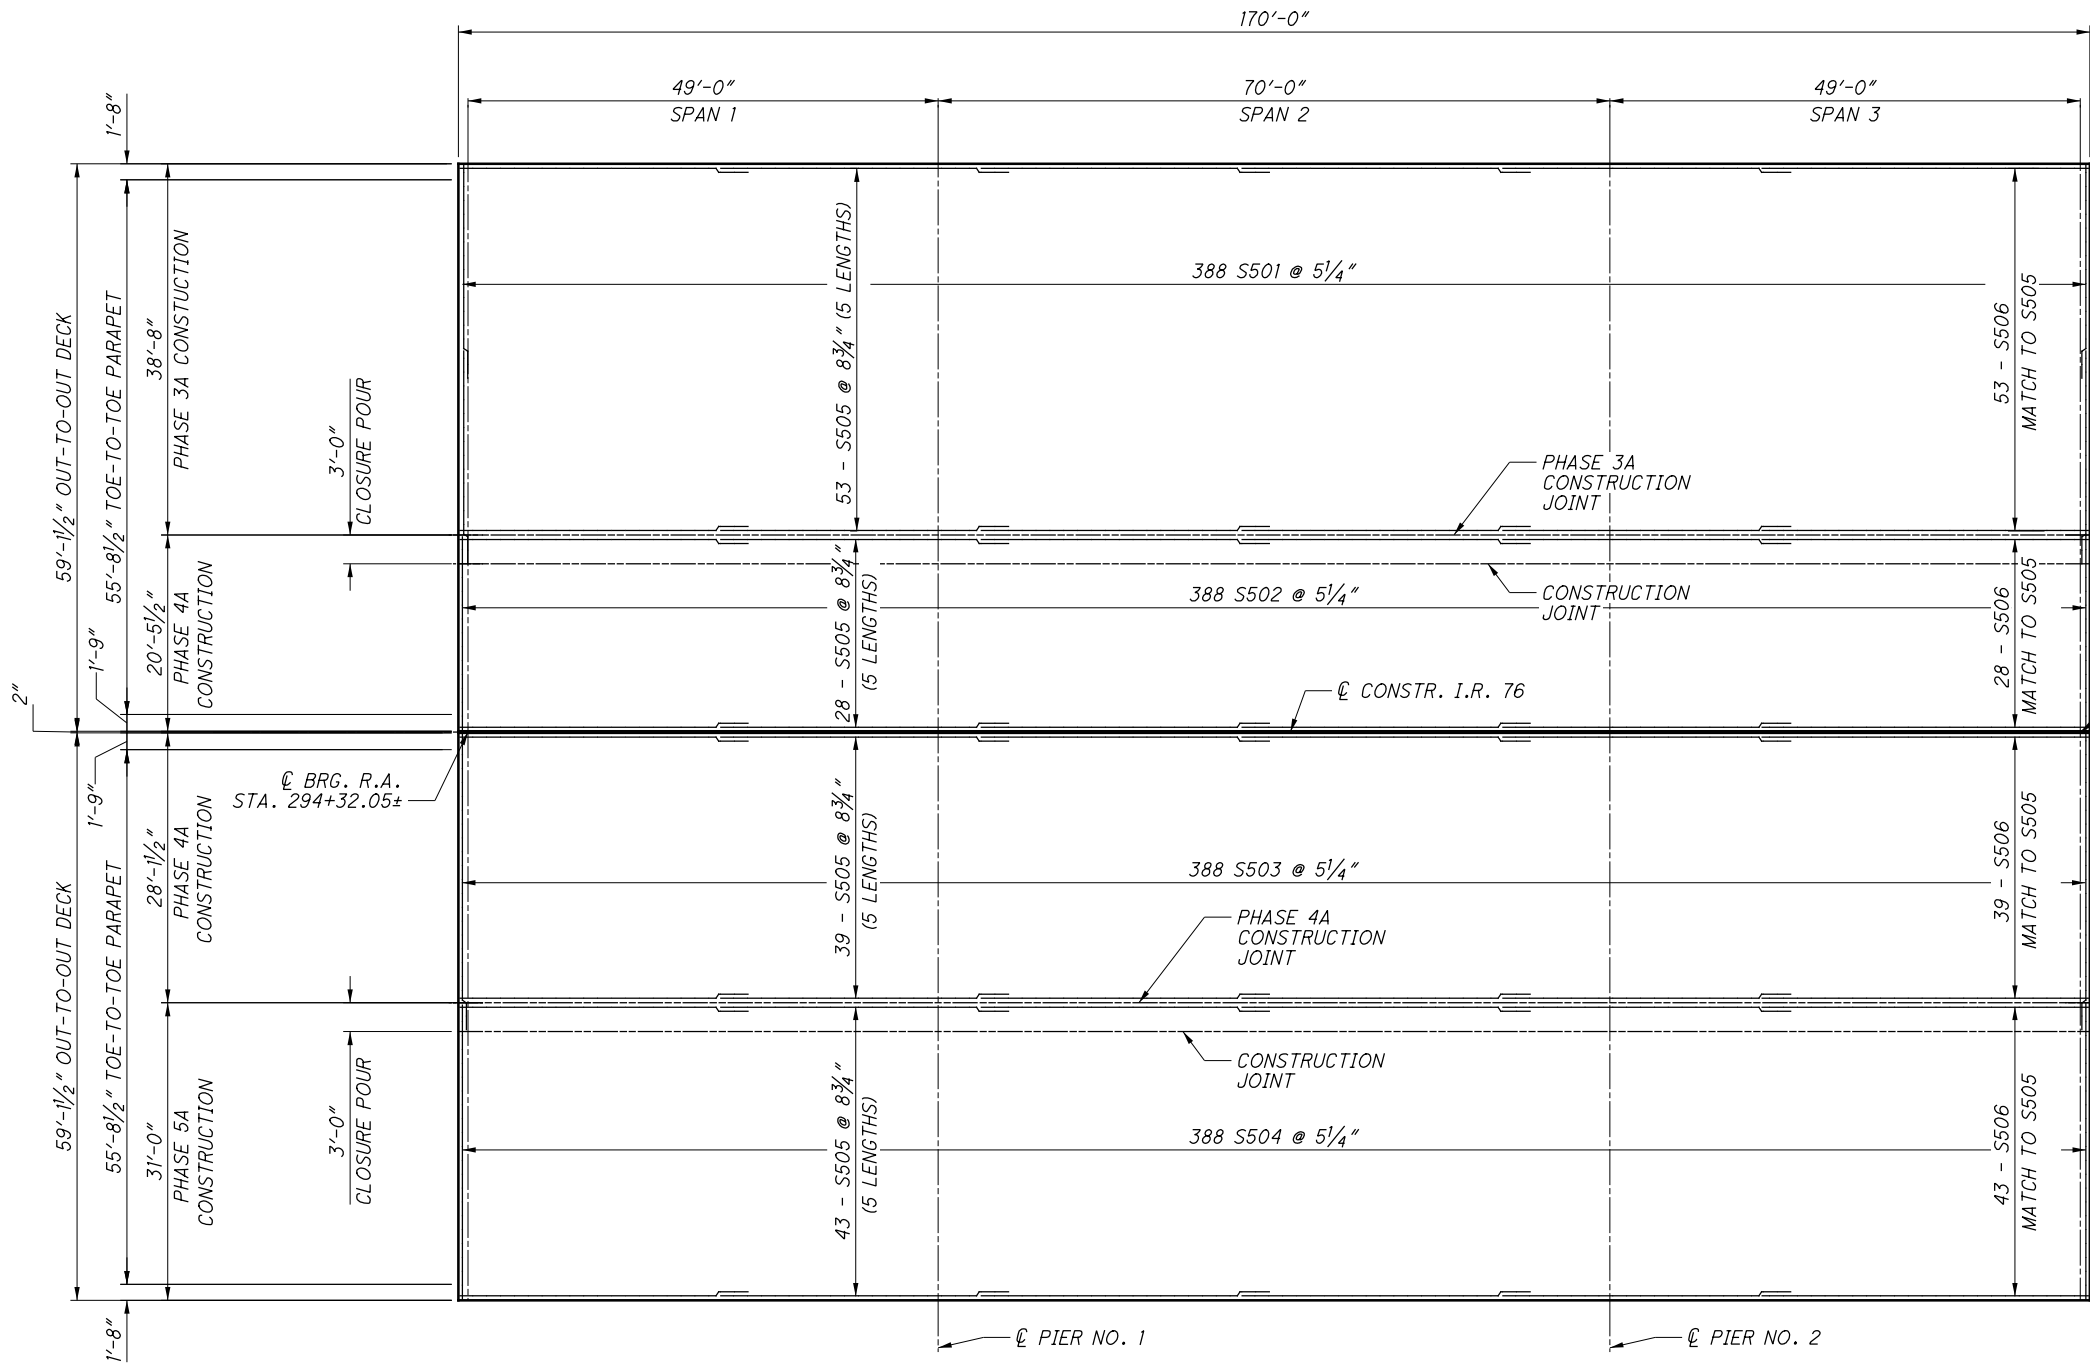 170'-0"
49'-0"
SPAN 1
70'-0"
SPAN 2
49'-0"
SPAN 3
1'-8"
59'-1½" OUT-TO-OUT DECK
55'-8½" TOE-TO-TOE PARAPET
38'-8"
PHASE 3A CONSTUCTION
3'-0"
CLOSURE POUR
53 - S505 @ 8¾" (5 LENGTHS)
388 S501 @ 5¼"
53 - S506
MATCH TO S505
PHASE 3A
CONSTRUCTION
JOINT
20'-5½"
PHASE 4A
CONSTRUCTION
1'-9"
2"
28 - S505 @ 8¾"
(5 LENGTHS)
388 S502 @ 5¼"
CONSTRUCTION
JOINT
28 - S506
MATCH TO S505
℄ CONSTR. I.R. 76
℄ BRG. R.A.
STA. 294+32.05±
1'-9"
59'-1½" OUT-TO-OUT DECK
55'-8½" TOE-TO-TOE PARAPET
28'-1½"
PHASE 4A
CONSTRUCTION
39 - S505 @ 8¾"
(5 LENGTHS)
388 S503 @ 5¼"
39 - S506
MATCH TO S505
PHASE 4A
CONSTRUCTION
JOINT
31'-0"
PHASE 5A
CONSTRUCTION
3'-0"
CLOSURE POUR
CONSTRUCTION
JOINT
43 - S505 @ 8¾"
(5 LENGTHS)
388 S504 @ 5¼"
43 - S506
MATCH TO S505
1'-8"
℄ PIER NO. 1
℄ PIER NO. 2